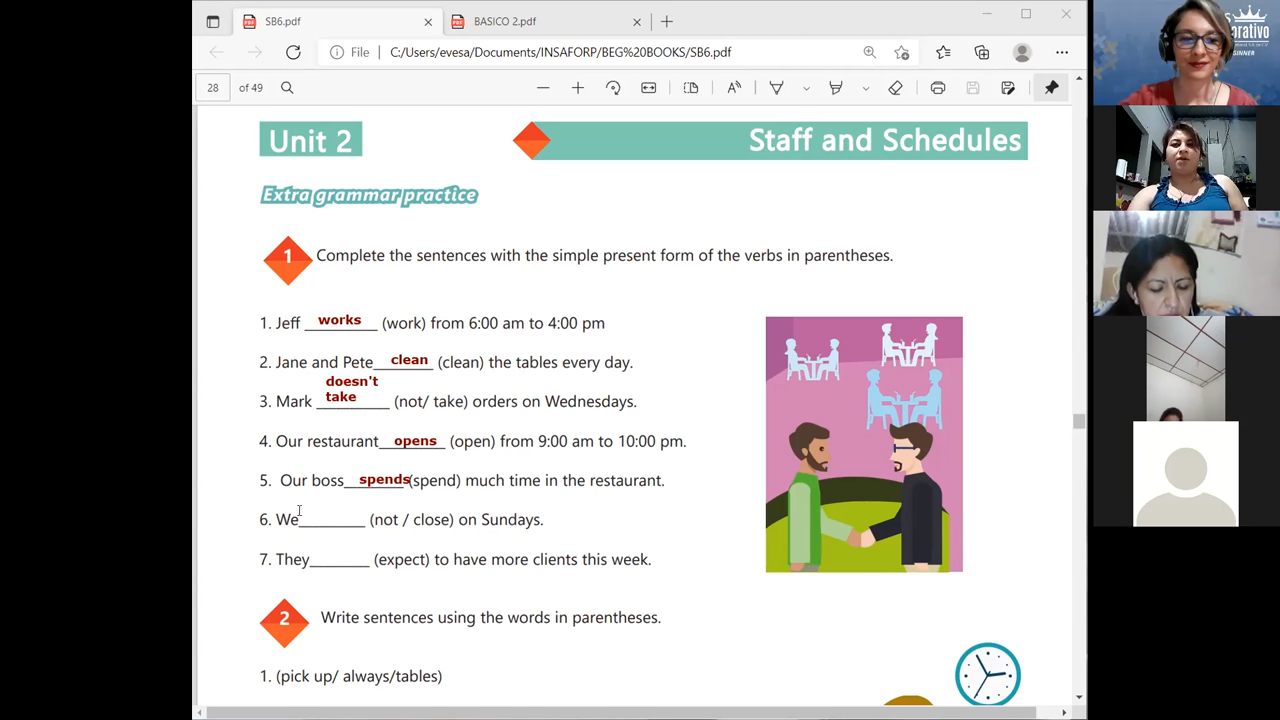 SB6.pdf
BASICO 2.pdf
File
C:/Users/evesa/Documents/INSAFORP/BEG%20BOOKS/SB6.pdf
28 of 49
Unit 2
Staff and Schedules
Extra grammar practice
1 Complete the sentences with the simple present form of the verbs in parentheses.
1. Jeff works (work) from 6:00 am to 4:00 pm
2. Jane and Pete clean (clean) the tables every day.
doesn't
3. Mark take (not/ take) orders on Wednesdays.
4. Our restaurant opens (open) from 9:00 am to 10:00 pm.
5. Our boss spends (spend) much time in the restaurant.
6. We________ (not / close) on Sundays.
7. They_______ (expect) to have more clients this week.
2 Write sentences using the words in parentheses.
1. (pick up/ always/tables)